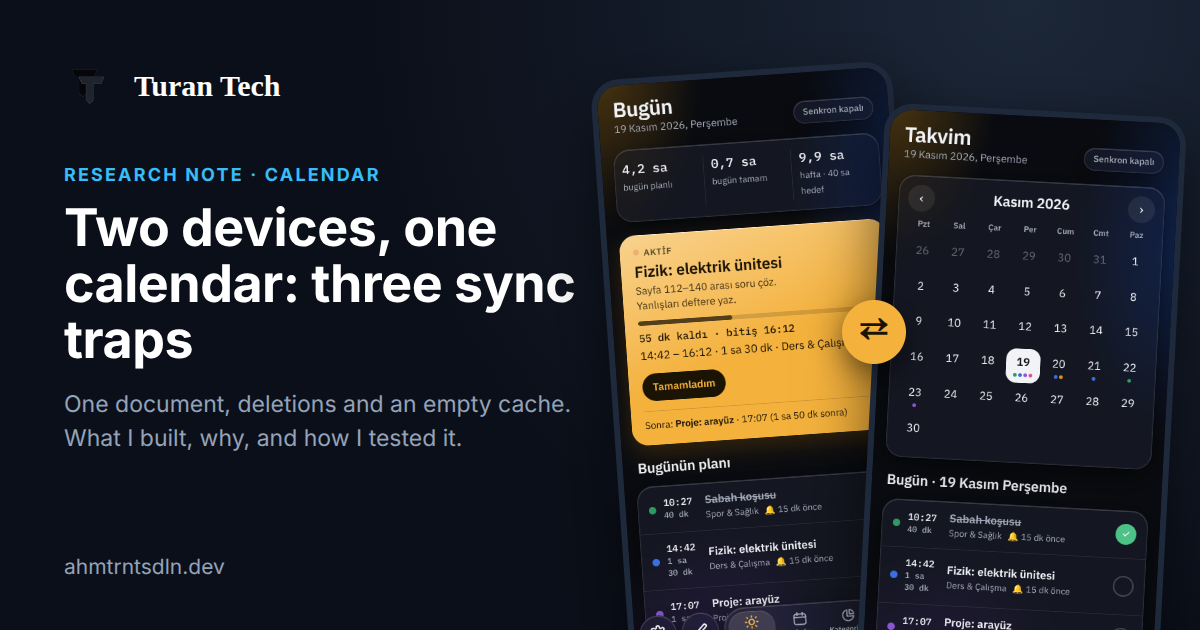 Turan Tech
RESEARCH NOTE · CALENDAR
Two devices, one
calendar: three sync
traps
One document, deletions and an empty cache.
What I built, why, and how I tested it.
ahmtrntsdln.dev
Bugün
19 Kasım 2026, Perşembe
Senkron kapalı
4,2 sa
bugün planlı
0,7 sa
bugün tamam
9,9 sa
hafta · 40 sa
hedef
AKTİF
Fizik: elektrik ünitesi
Sayfa 112–140 arası soru çöz.
Yanlışları deftere yaz.
55 dk kaldı · bitiş 16:12
14:42 – 16:12 · 1 sa 30 dk · Ders &
Tamamladım
Sonra: Proje: arayüz · 17:07 (1 sa 50 dk sonra)
Bugünün planı
10:27
40 dk
Sabah koşusu
Spor & Sağlık 🔔 15 dk önce
14:42
1 sa
30 dk
Fizik: elektrik ünitesi
Ders & Çalışma 🔔 15 dk önce
17:07
Proje: arayüz
Takvim
19 Kasım 2026, Perşembe
Senkron kapalı
‹ Kasım 2026 ›
Pzt Sal Çar Per Cum Cmt Paz
26 27 28 29 30 31 1
2 3 4 5 6 7 8
9 10 11 12 13 14 15
16 17 18 19 20 21 22
23 24 25 26 27 28 29
30
Bugün · 19 Kasım Perşembe
10:27
40 dk
Sabah koşusu
Spor & Sağlık 🔔 15 dk önce
14:42
1 sa
30 dk
Fizik: elektrik ünitesi
Ders & Çalışma 🔔 15 dk önce
17:07
Proje: arayüz